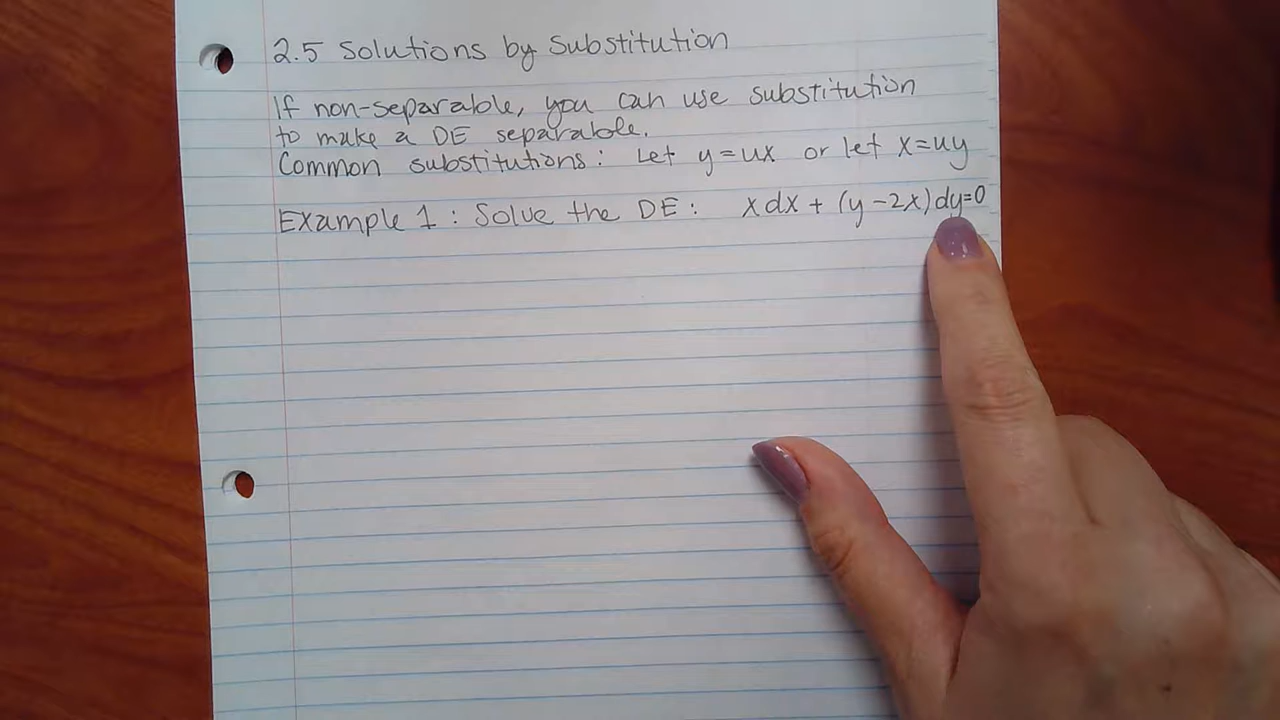 2.5 Solutions by Substitution
If non-separable, you can use substitution
to make a DE separable.
Common substitutions: Let y=ux or let x=uy
Example 1: Solve the DE: xdx + (y-2x)dy=0